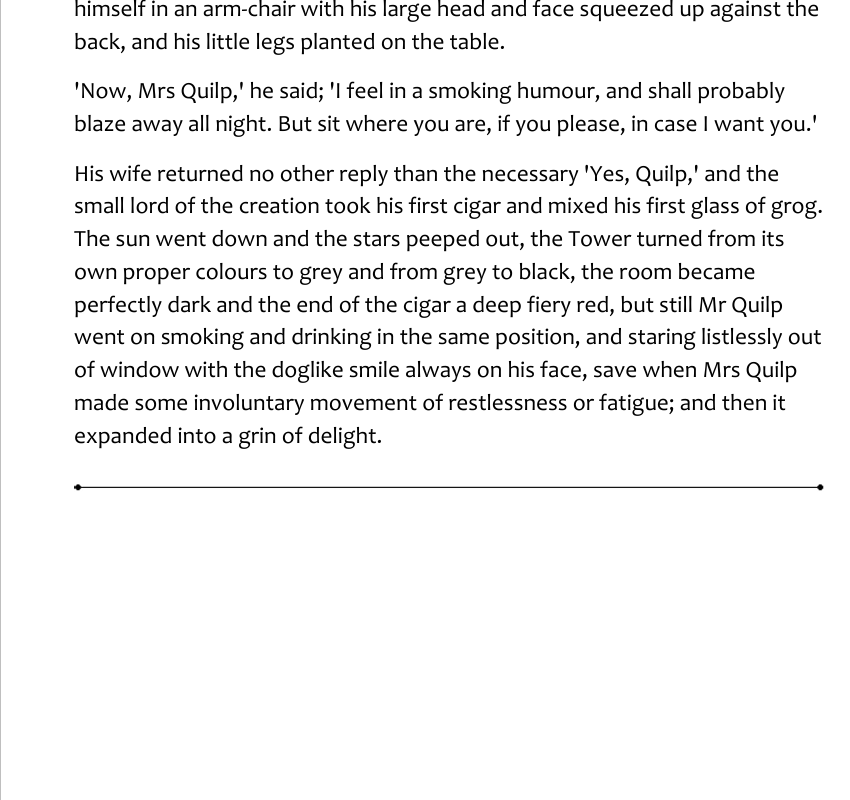 himself in an arm-chair with his large head and face squeezed up against the
back, and his little legs planted on the table.
'Now, Mrs Quilp,' he said; 'I feel in a smoking humour, and shall probably
blaze away all night. But sit where you are, if you please, in case I want you.'
His wife returned no other reply than the necessary 'Yes, Quilp,' and the
small lord of the creation took his first cigar and mixed his first glass of grog.
The sun went down and the stars peeped out, the Tower turned from its
own proper colours to grey and from grey to black, the room became
perfectly dark and the end of the cigar a deep fiery red, but still Mr Quilp
went on smoking and drinking in the same position, and staring listlessly out
of window with the doglike smile always on his face, save when Mrs Quilp
made some involuntary movement of restlessness or fatigue; and then it
expanded into a grin of delight.